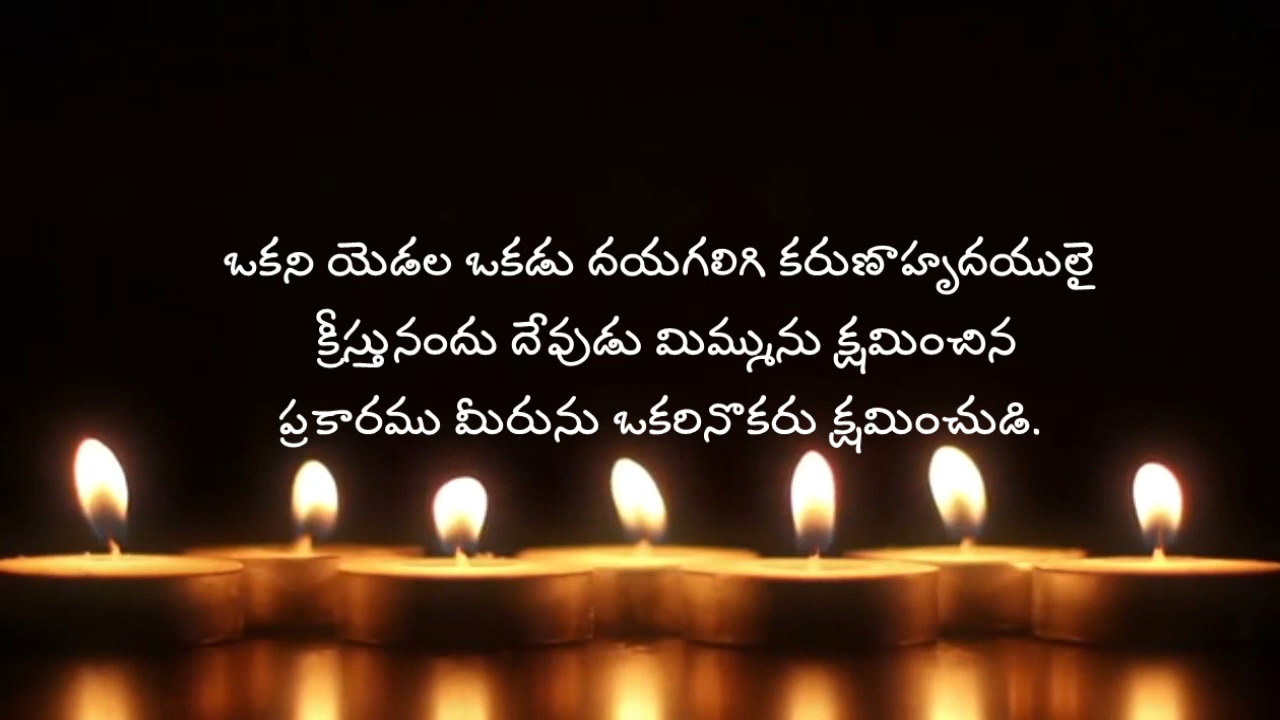 ఒకని యెడల ఒకడు దయగలిగి కరుణాహృదయులై
క్రీస్తునందు దేవుడు మిమ్మును క్షమించిన
ప్రకారము మీరును ఒకరినొకరు క్షమించుడి.